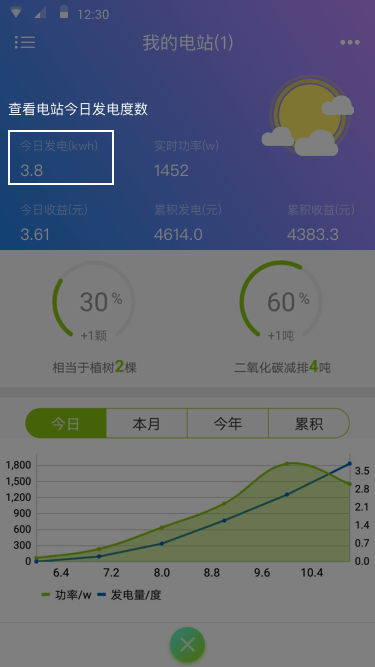 12:30
我的电站(1)
查看电站今日发电度数
今日发电(kwh) 实时功率(w)
3.8 1452
今日收益(元) 累积发电(元) 累积收益(元)
3.61 4614.0 4383.3
30% 60%
+1颗 +1吨
相当于植树2棵 二氧化碳减排4吨
今日 本月 今年 累积
1,800 3.5
1,500 2.8
1,200 2.1
900 1.4
600 0.7
300 0.0
0
6.4 7.2 8.0 8.8 9.6 10.4
功率/w 发电量/度